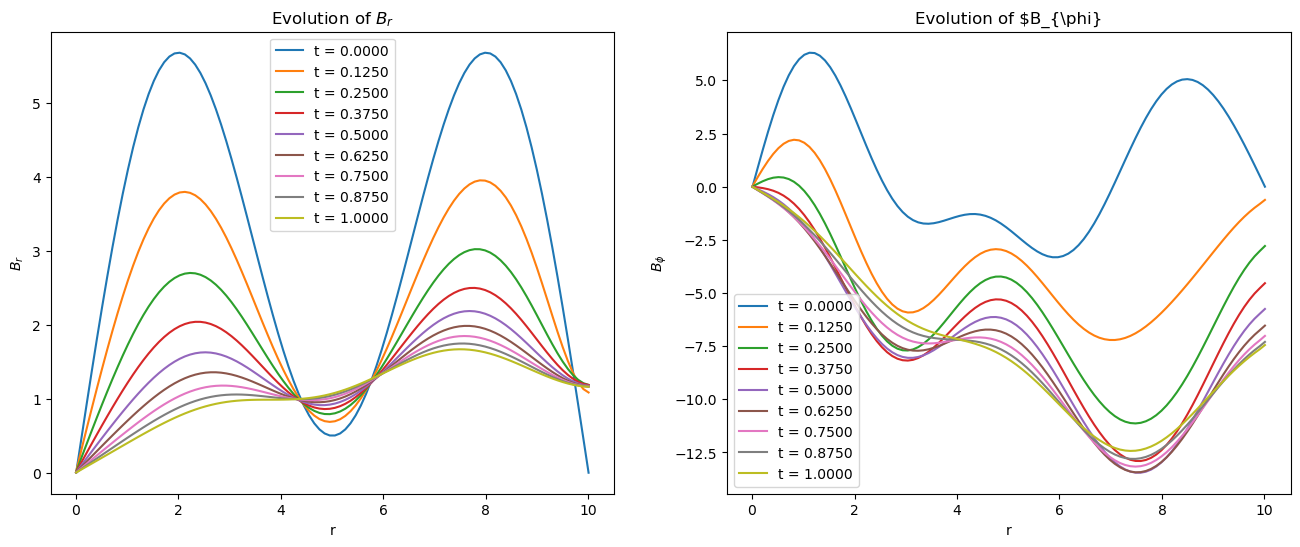 Evolution of B_r
B_r
5
4
3
2
1
0
t = 0.0000
t = 0.1250
t = 0.2500
t = 0.3750
t = 0.5000
t = 0.6250
t = 0.7500
t = 0.8750
t = 1.0000
0 2 4 6 8 10
r
Evolution of $B_{\phi}
B_ϕ
5.0
2.5
0.0
−2.5
−5.0
−7.5
−10.0
−12.5
t = 0.0000
t = 0.1250
t = 0.2500
t = 0.3750
t = 0.5000
t = 0.6250
t = 0.7500
t = 0.8750
t = 1.0000
0 2 4 6 8 10
r